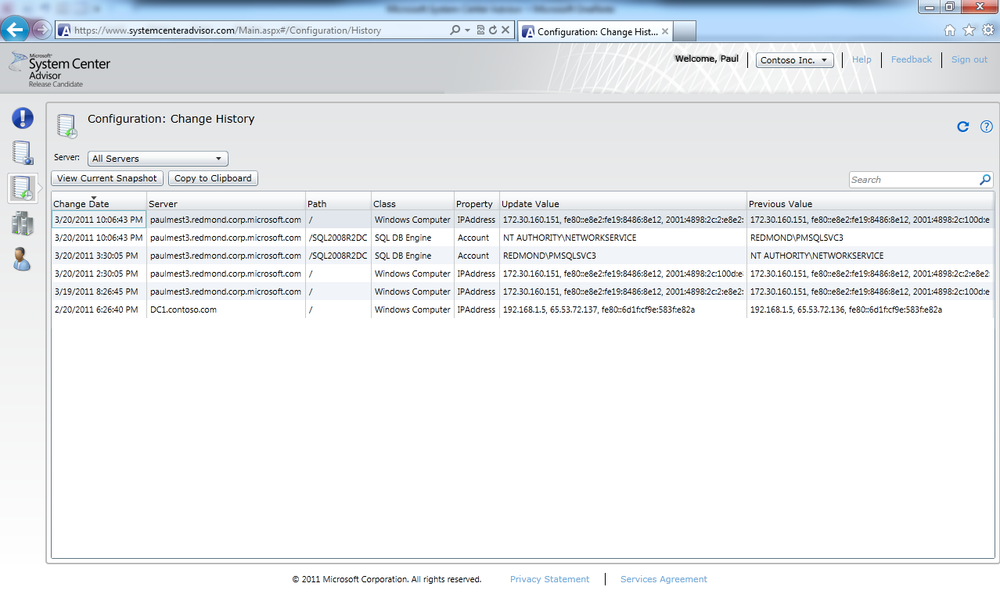 Microsoft System Center Advisor - Microsoft OneNote
https://www.systemcenteradvisor.com/Main.aspx#/Configuration/History
Configuration: Change Hist...
Microsoft®
System Center
Advisor
Release Candidate
Welcome, Paul
Contoso Inc.
Help
Feedback
Sign out
Configuration: Change History
Server: All Servers
View Current Snapshot Copy to Clipboard Search
Change Date Server Path Class Property Update Value Previous Value
3/20/2011 10:06:43 PM paulmest3.redmond.corp.microsoft.com / Windows Computer IPAddress 172.30.160.151, fe80::e8e2:fe19:8486:8e12, 2001:4898:2c:2:e8e2: 172.30.160.151, fe80::e8e2:fe19:8486:8e12, 2001:4898:2c:100d:e
3/20/2011 10:06:43 PM paulmest3.redmond.corp.microsoft.com /SQL2008R2DC SQL DB Engine Account NT AUTHORITY\NETWORKSERVICE REDMOND\PMSQLSVC3
3/20/2011 3:30:05 PM paulmest3.redmond.corp.microsoft.com /SQL2008R2DC SQL DB Engine Account REDMOND\PMSQLSVC3 NT AUTHORITY\NETWORKSERVICE
3/20/2011 2:30:05 PM paulmest3.redmond.corp.microsoft.com / Windows Computer IPAddress 172.30.160.151, fe80::e8e2:fe19:8486:8e12, 2001:4898:2c:100d:e 172.30.160.151, fe80::e8e2:fe19:8486:8e12, 2001:4898:2c:2:e8e2:
3/19/2011 8:26:45 PM paulmest3.redmond.corp.microsoft.com / Windows Computer IPAddress 172.30.160.151, fe80::e8e2:fe19:8486:8e12, 2001:4898:2c:2:e8e2: 172.30.160.151, fe80::e8e2:fe19:8486:8e12, 2001:4898:2c:100d:e
2/20/2011 6:26:40 PM DC1.contoso.com / Windows Computer IPAddress 192.168.1.5, 65.53.72.137, fe80::6d1f:cf9e:583f:e82a 192.168.1.5, 65.53.72.136, fe80::6d1f:cf9e:583f:e82a
© 2011 Microsoft Corporation. All rights reserved. Privacy Statement Services Agreement